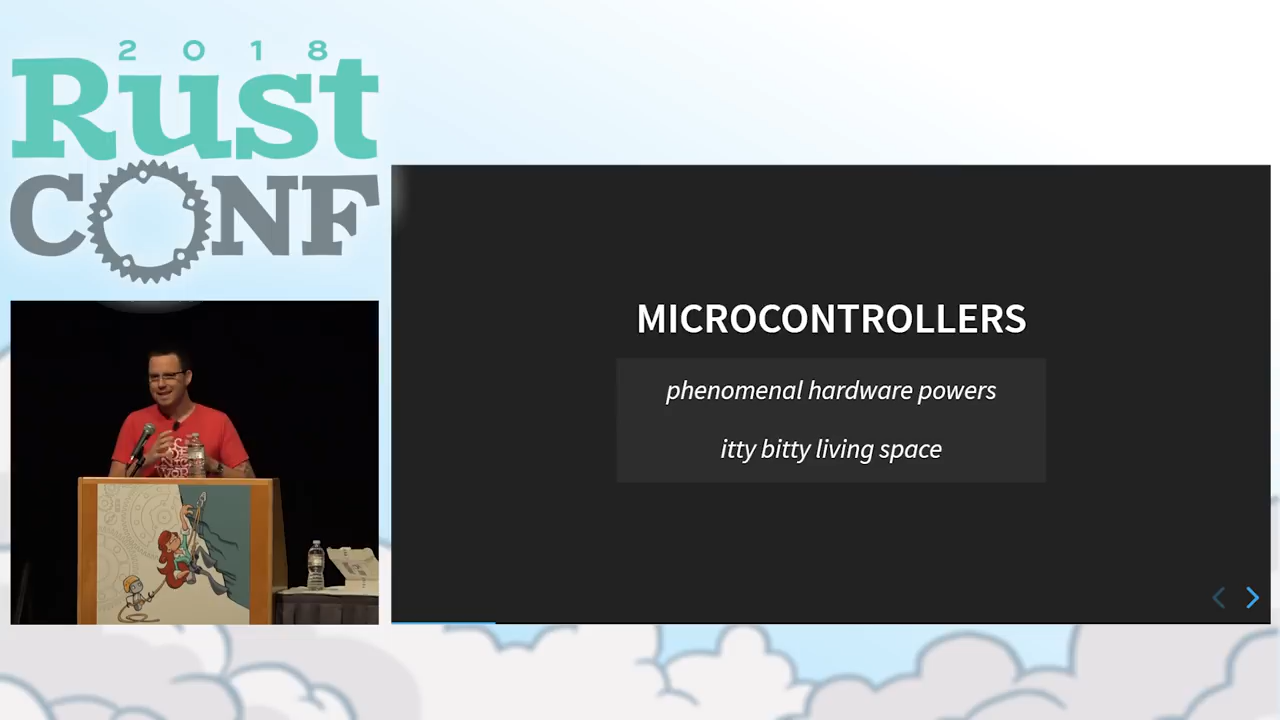 2018
Rust
CONF
MICROCONTROLLERS
phenomenal hardware powers
itty bitty living space